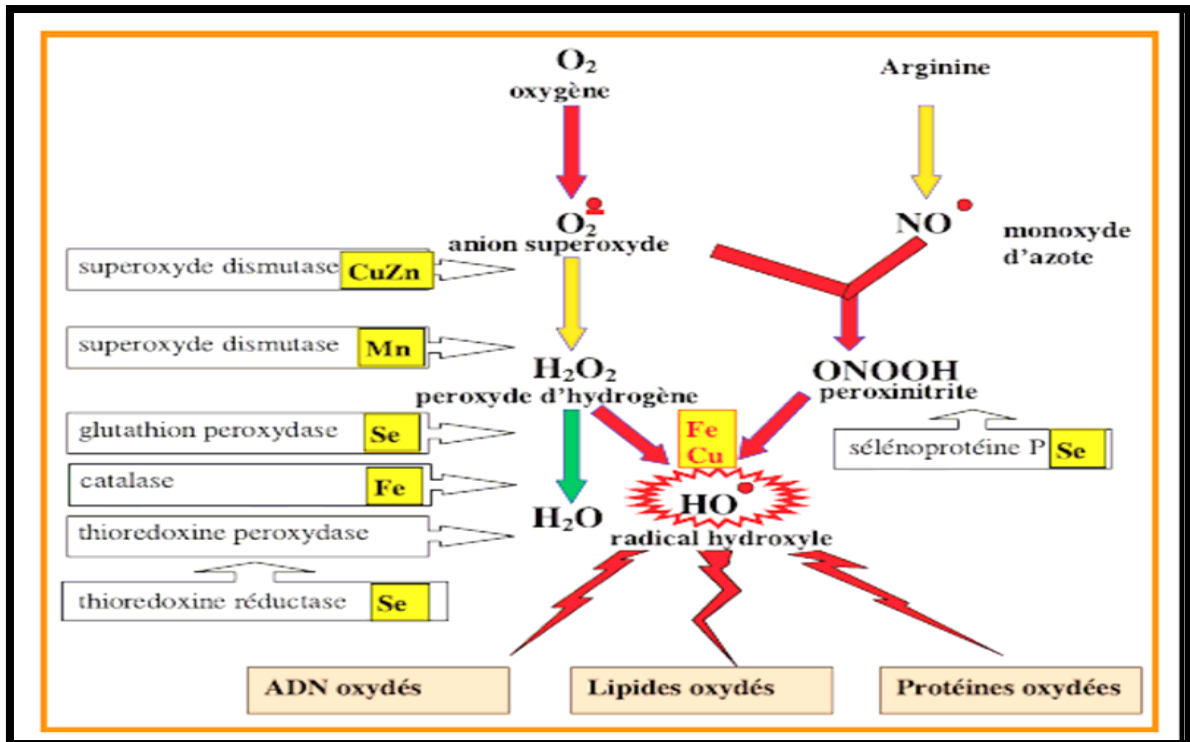 O₂
oxygène
Arginine
O₂
anion superoxyde
NO
monoxyde
d'azote
superoxyde dismutase CuZn
superoxyde dismutase Mn
H₂O₂
peroxyde d'hydrogène
ONOOH
peroxinitrite
glutathion peroxydase Se
Fe
Cu
sélénoprotéine P Se
catalase Fe
HO
H₂O
radical hydroxyle
thioredoxine peroxydase
thioredoxine réductase Se
ADN oxydés
Lipides oxydés
Protéines oxydées